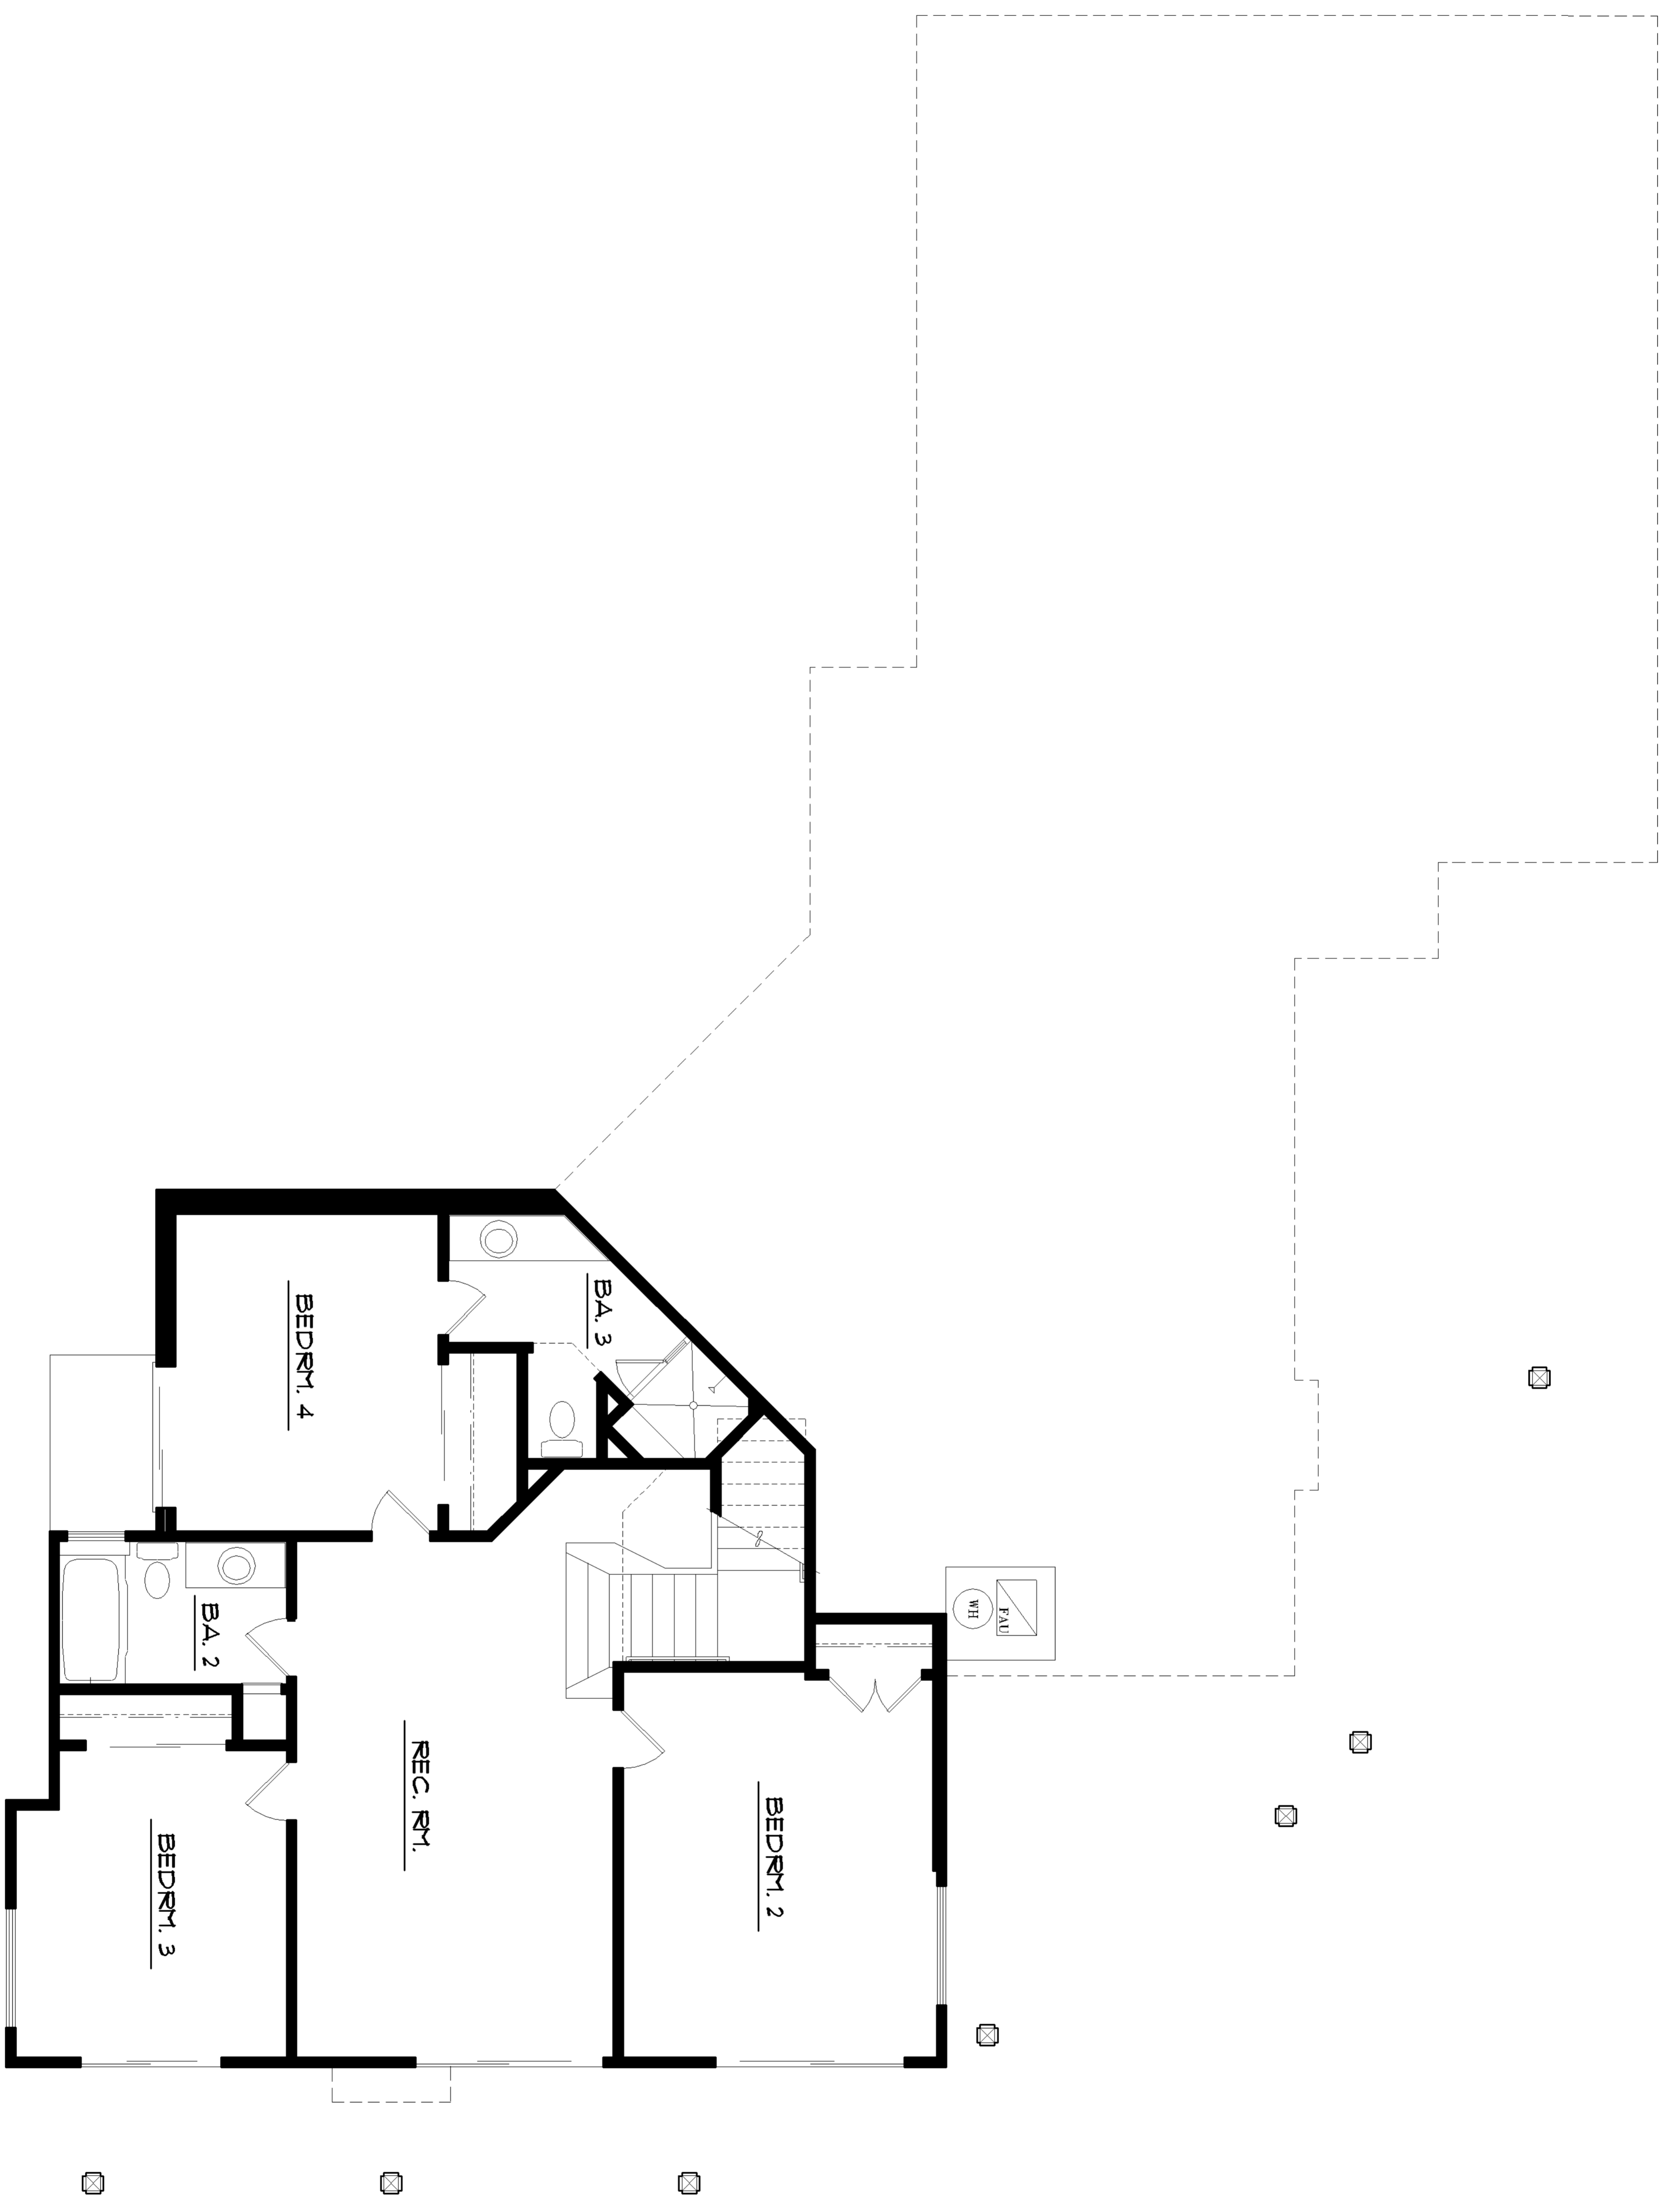 BEDRM. 4
BA. 3
BA. 2
WH
FAU
REC. RM.
BEDRM. 2
BEDRM. 3